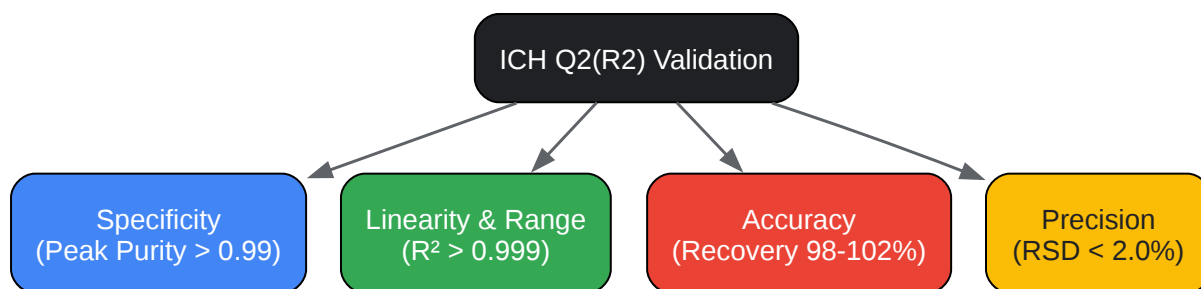 ICH Q2(R2) Validation
Specificity
(Peak Purity > 0.99)
Linearity & Range
(R² > 0.999)
Accuracy
(Recovery 98-102%)
Precision
(RSD < 2.0%)